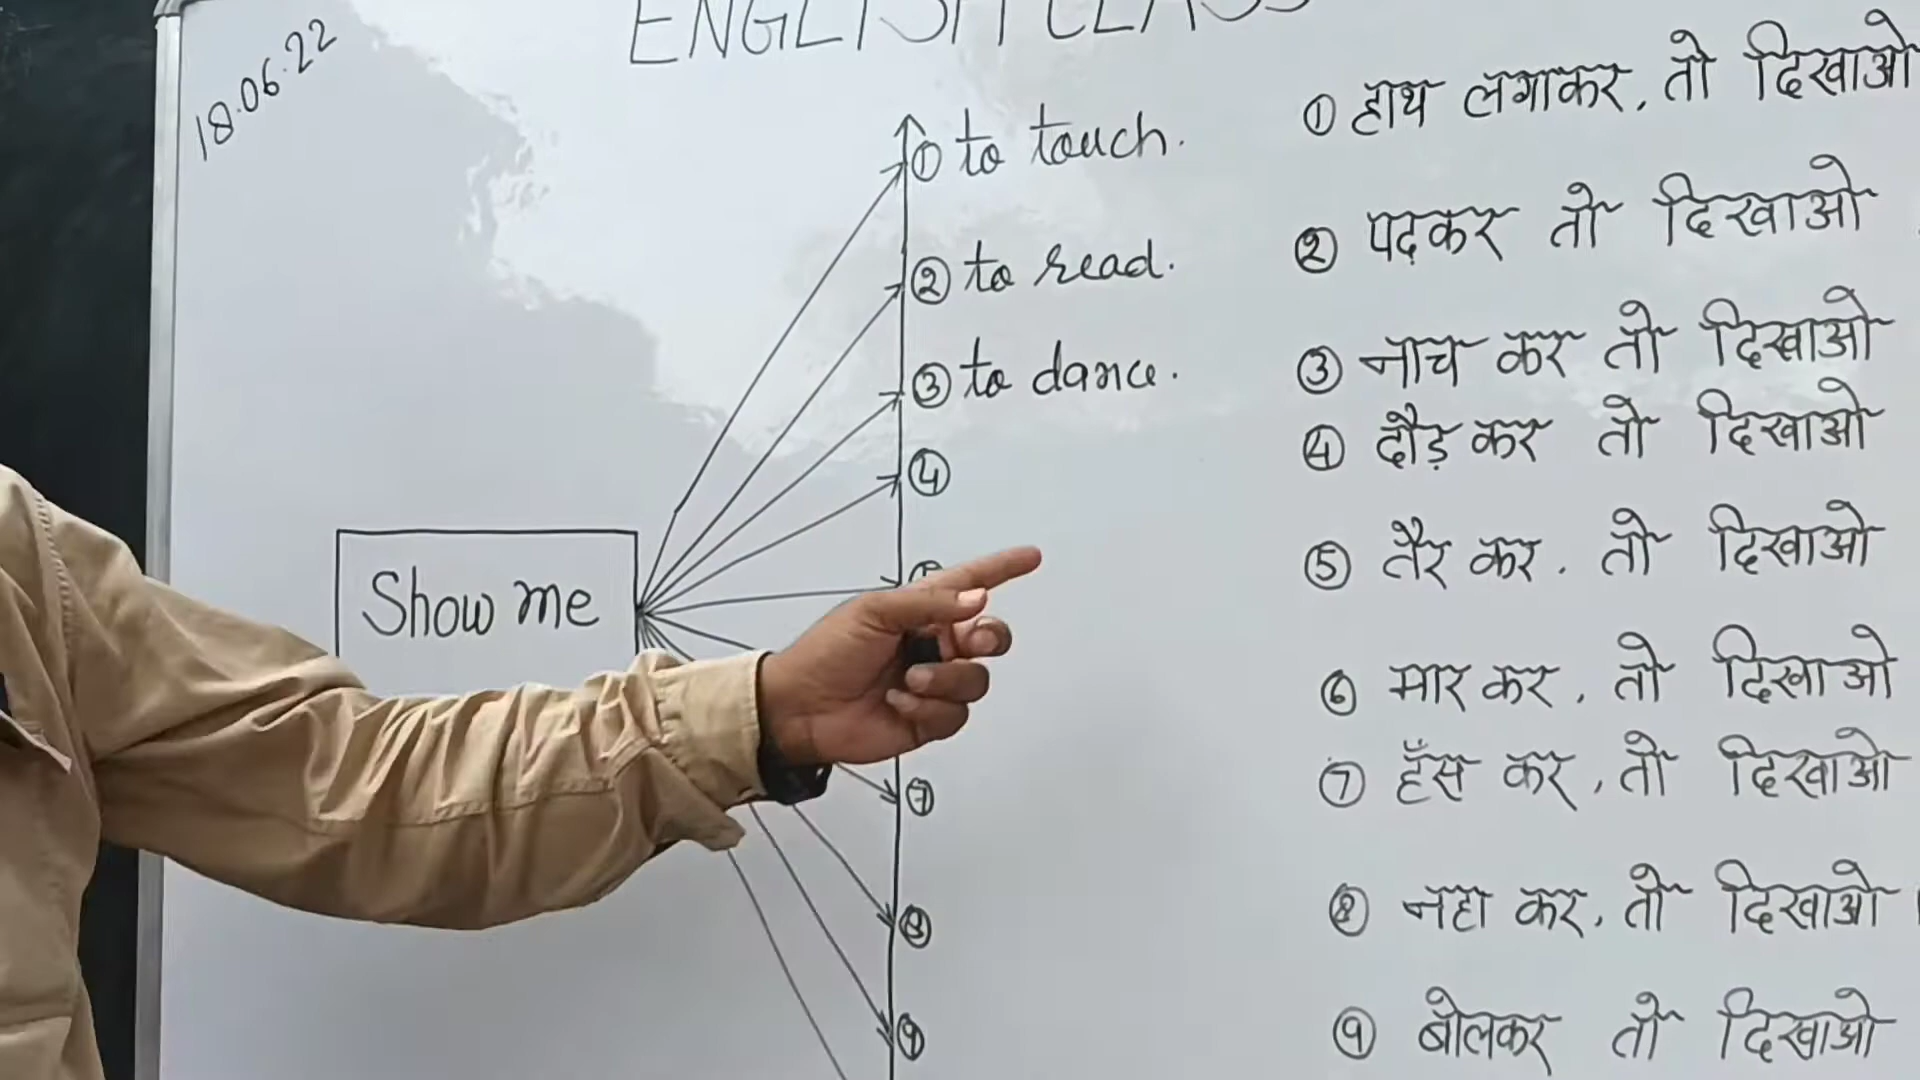 ENGLISH CLASS
18.06.22
① to touch.
② to read.
③ to dance.
④
⑦
⑧
⑨
Show me
① हाथ लगाकर, तो दिखाओ
② पढ़कर तो दिखाओ
③ नाच कर तो दिखाओ
④ दौड़ कर तो दिखाओ
⑤ तैर कर. तो दिखाओ
⑥ मार कर, तो दिखाओ
⑦ हँस कर, तो दिखाओ
⑧ नहा कर, तो दिखाओ
⑨ बोलकर तो दिखाओ